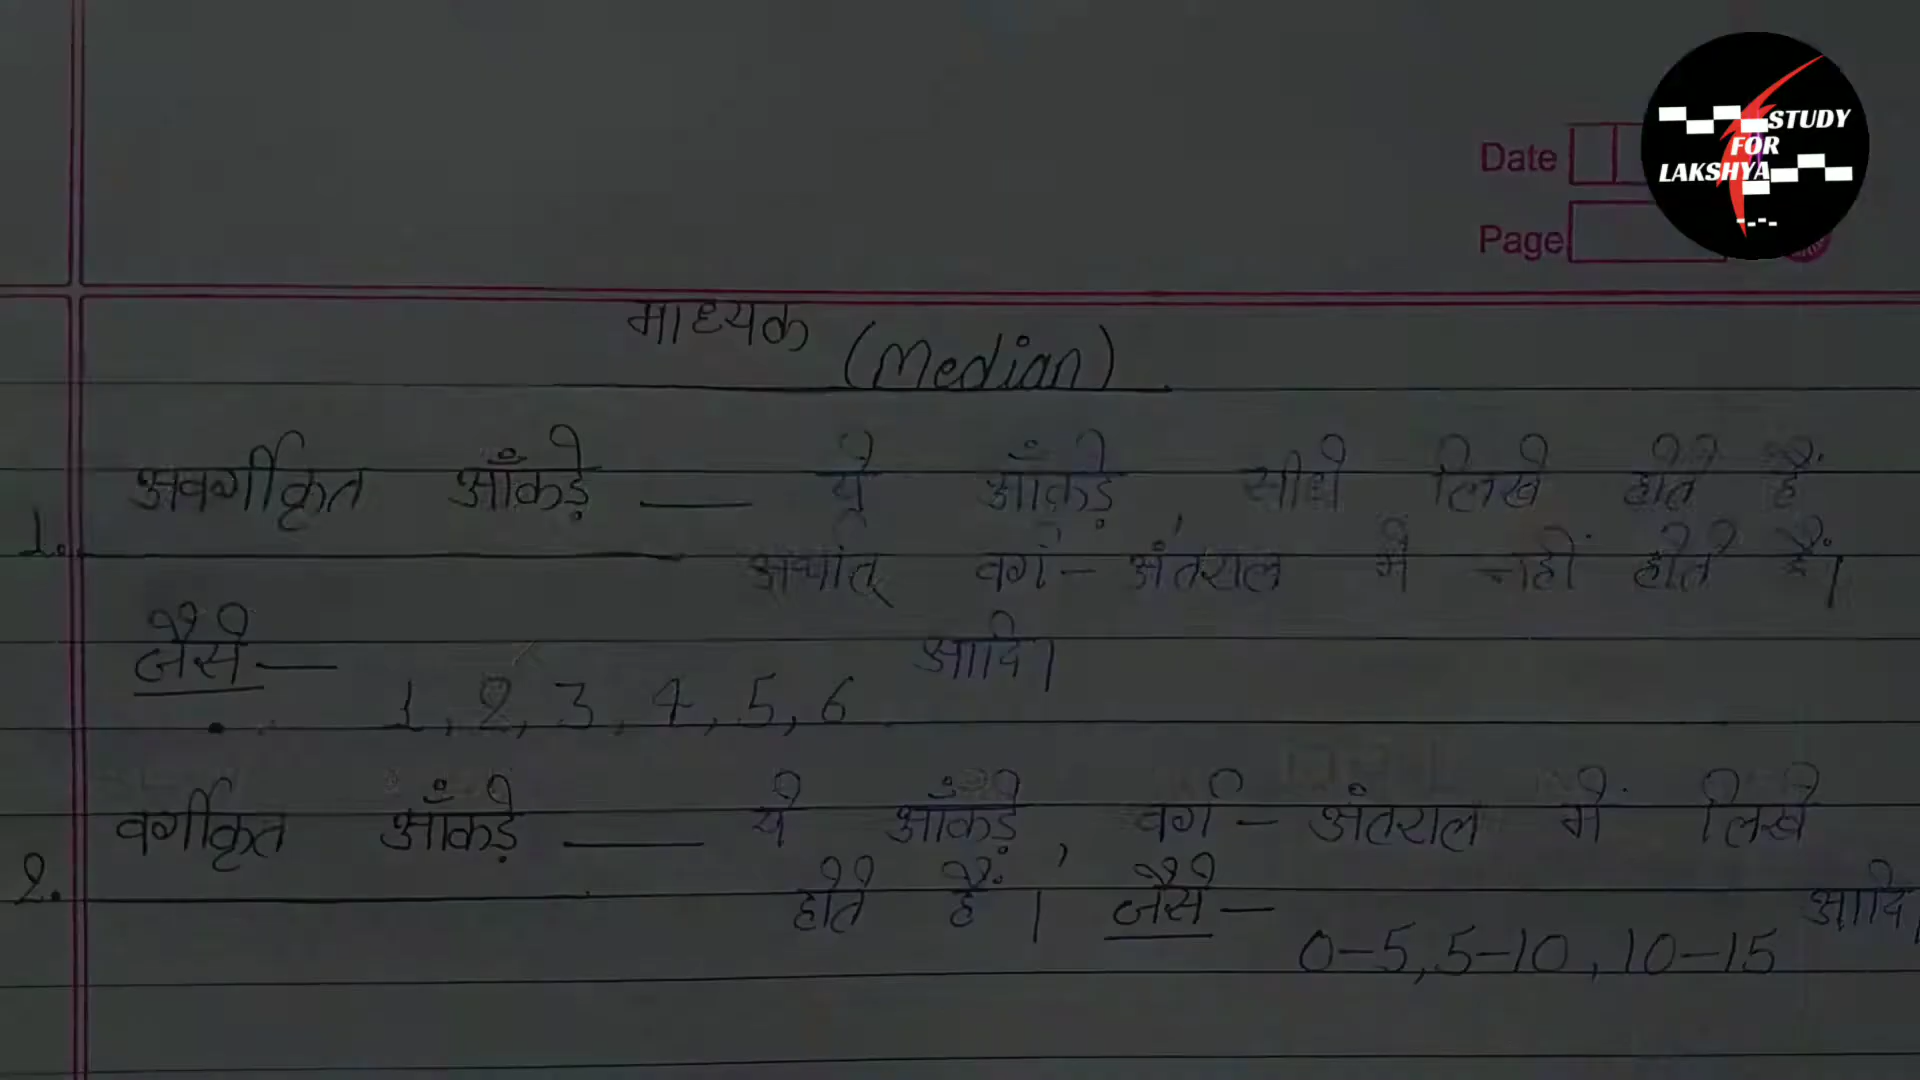 STUDY
FOR
LAKSHYA
Date
Page
माध्यक (Median)
1. अवर्गीकृत आँकड़े — ये आँकड़े सीधे लिखे होते हैं
अर्थात् वर्ग - अंतराल में नहीं होते हैं।
जैसे — 1, 2, 3, 4, 5, 6 आदि।
2. वर्गीकृत आँकड़े — ये आँकड़े, वर्ग - अंतराल में लिखे
होते हैं। जैसे — 0-5, 5-10, 10-15 आदि।